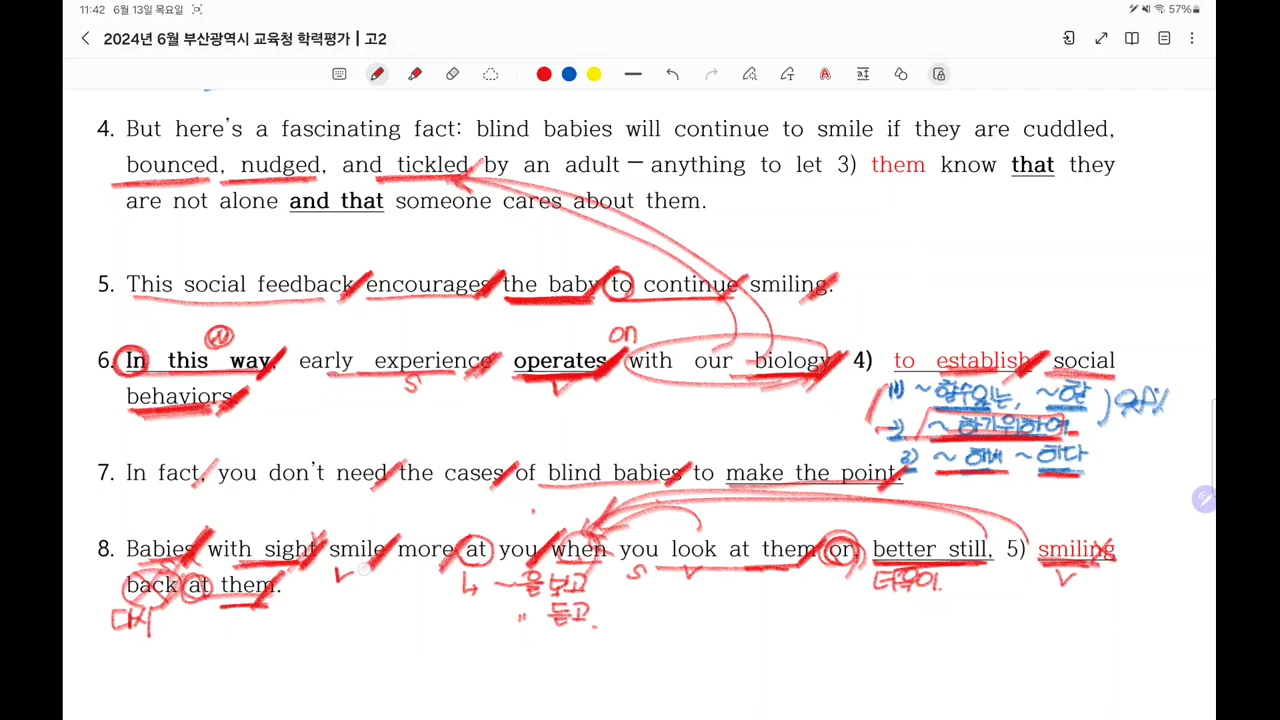 11:42 6월 13일 목요일
57%
2024년 6월 부산광역시 교육청 학력평가 | 고2
4. But here's a fascinating fact: blind babies will continue to smile if they are cuddled,
bounced, nudged, and tickled by an adult — anything to let 3) them know that they
are not alone and that someone cares about them.
5. This social feedback encourages the baby to continue smiling.
on
6. In this way, early experience operates with our biology 4) to establish social
S V
behaviors.
1) ~할수있는, ~할
2) ~하기위하여
3) ~해서 ~하다
7. In fact, you don't need the cases of blind babies to make the point.
8. Babies with sight smile more at you when you look at them or, better still, 5) smiling
V ~을 보고 S V 더욱이 V
back at them.
다시 " 듣고